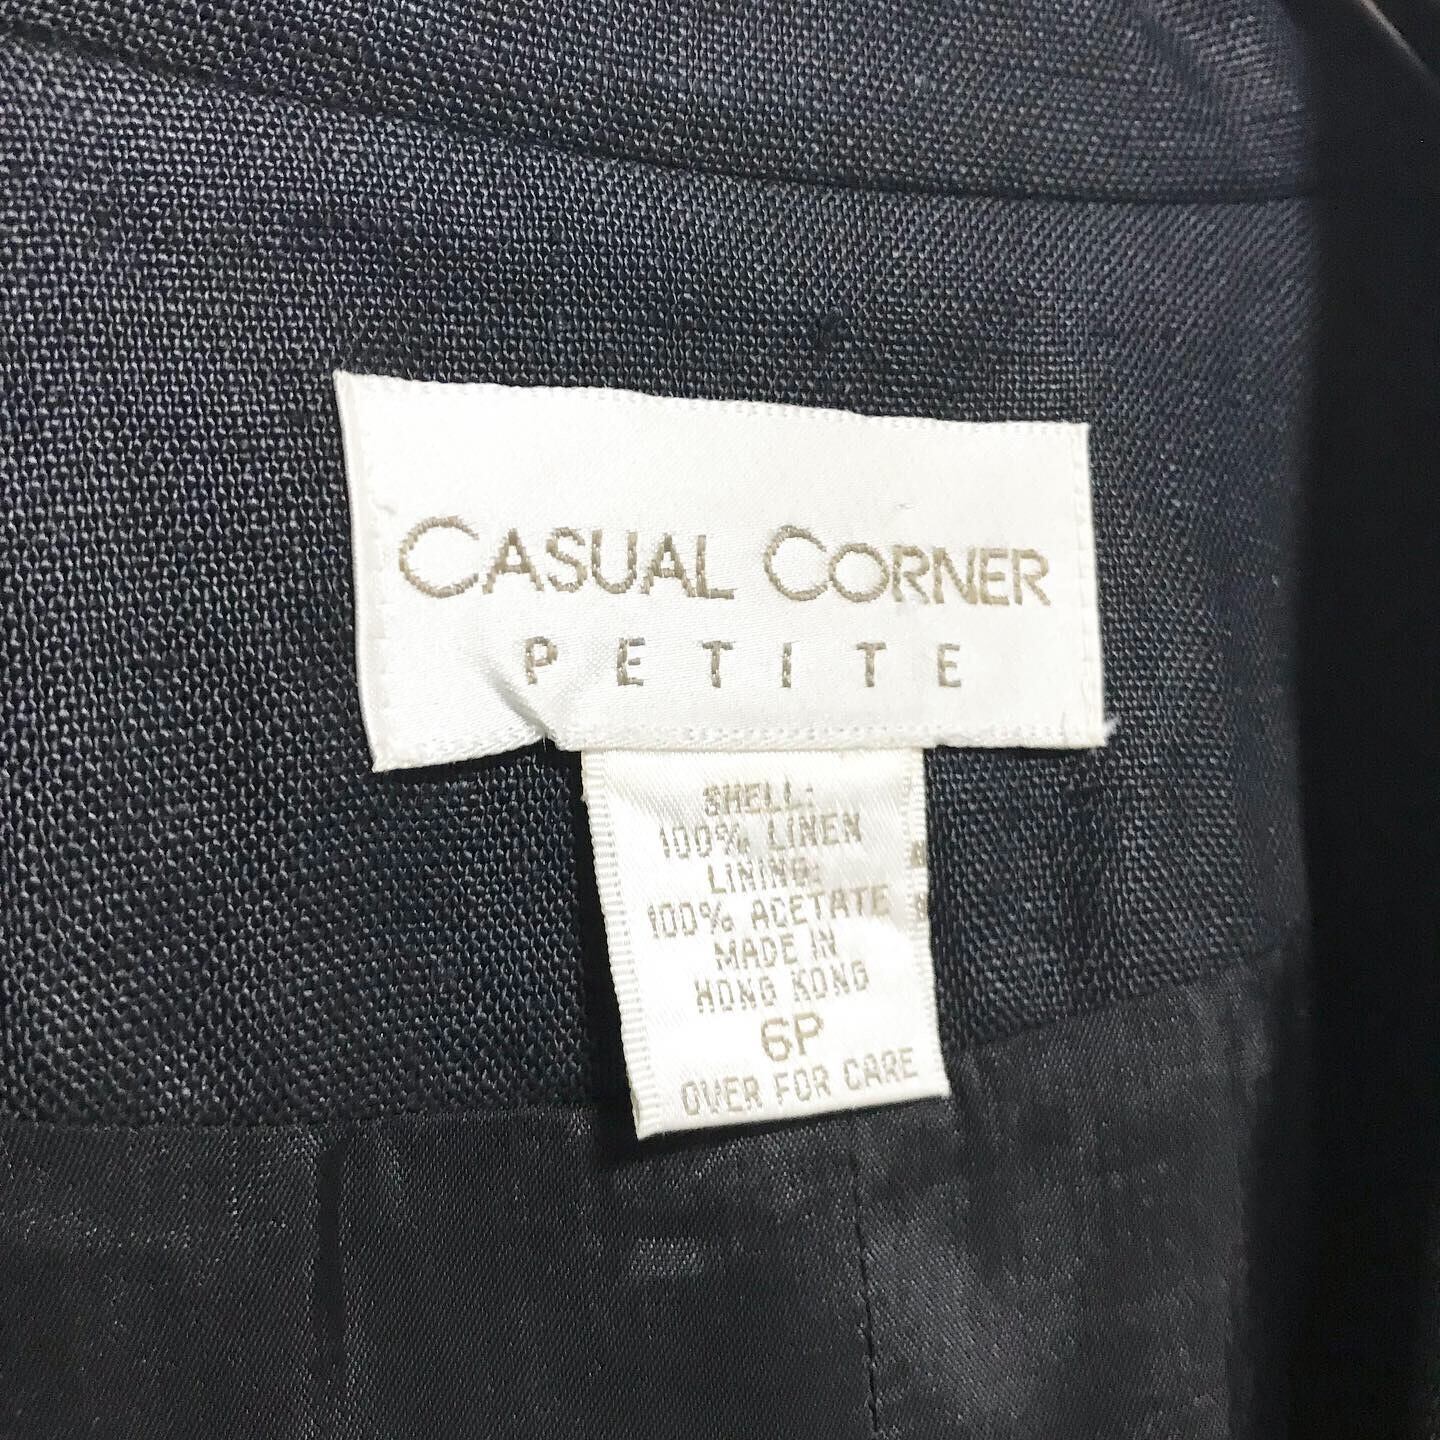 CASUAL CORNER
PETITE
SHELL:
100% LINEN
LINING:
100% ACETATE
MADE IN
HONG KONG
6P
OVER FOR CARE